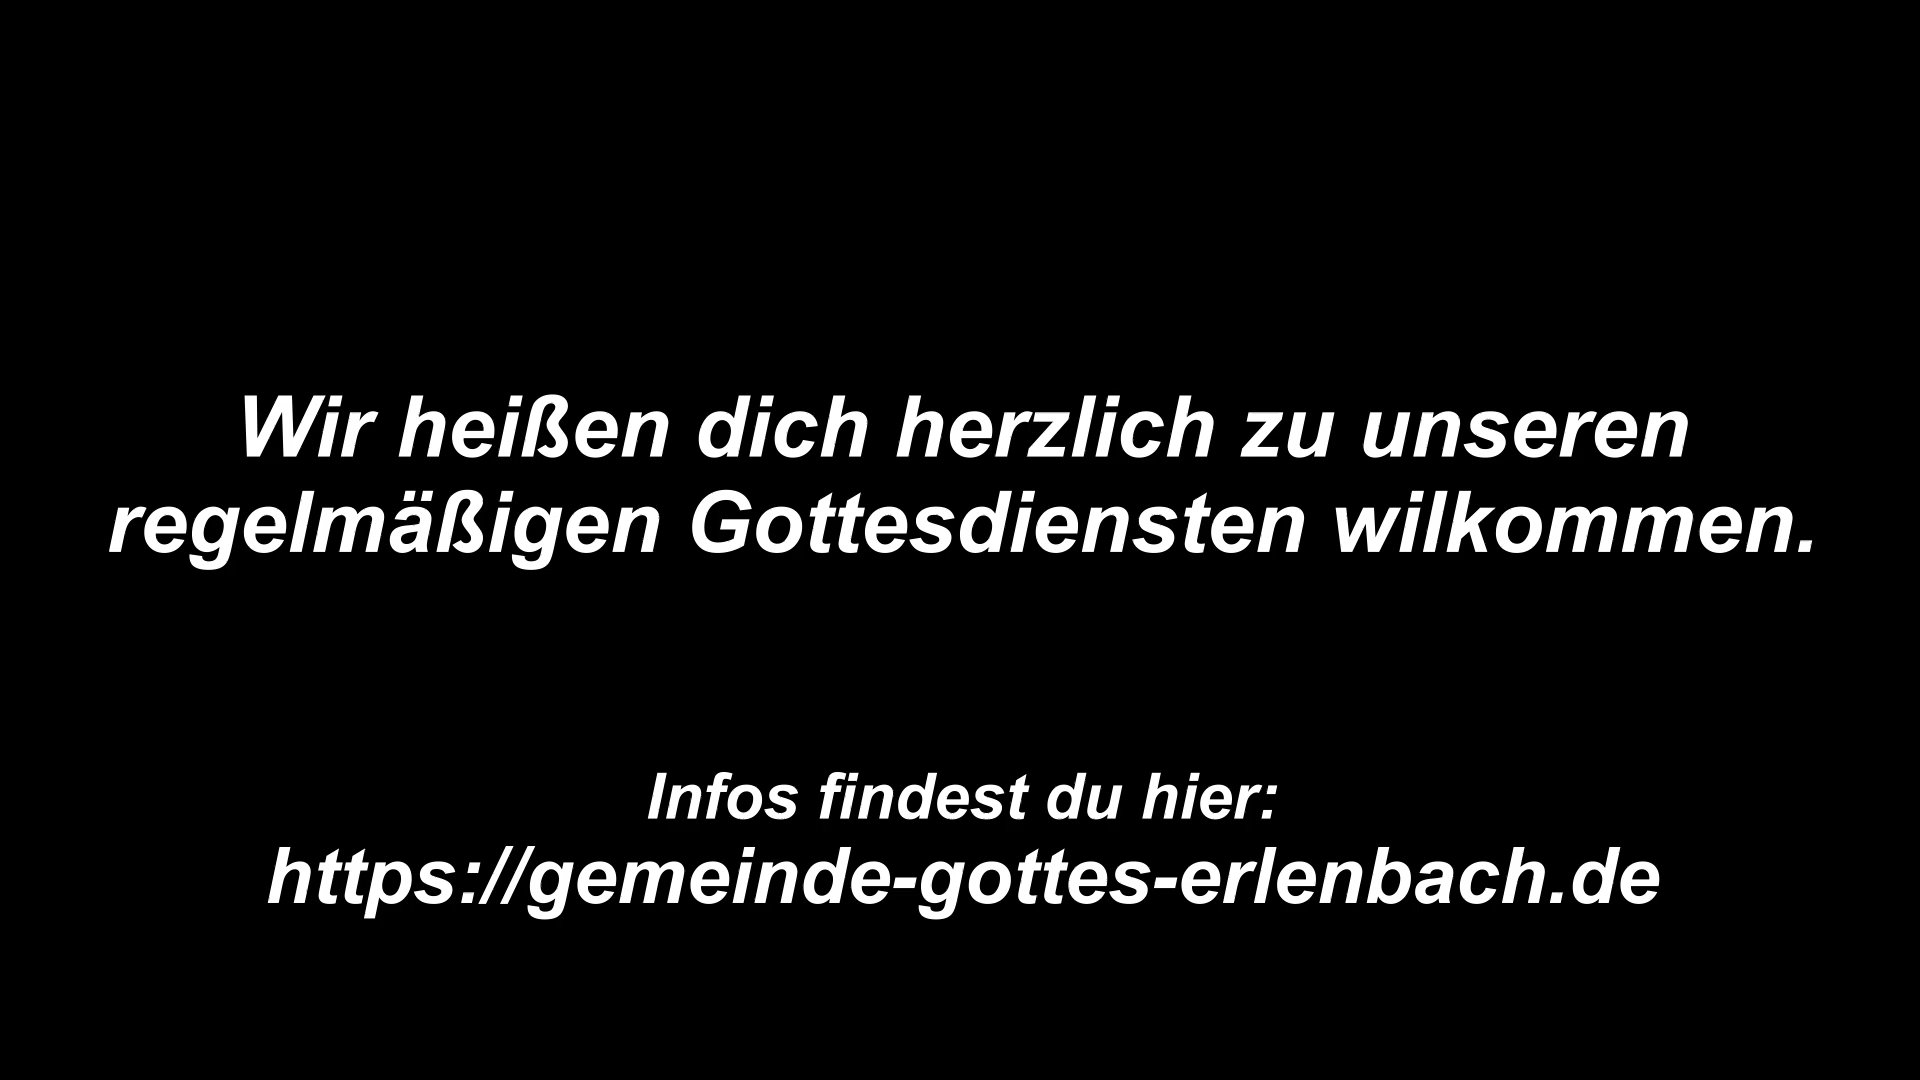 Wir heißen dich herzlich zu unseren
regelmäßigen Gottesdiensten wilkommen.
Infos findest du hier:
https://gemeinde-gottes-erlenbach.de